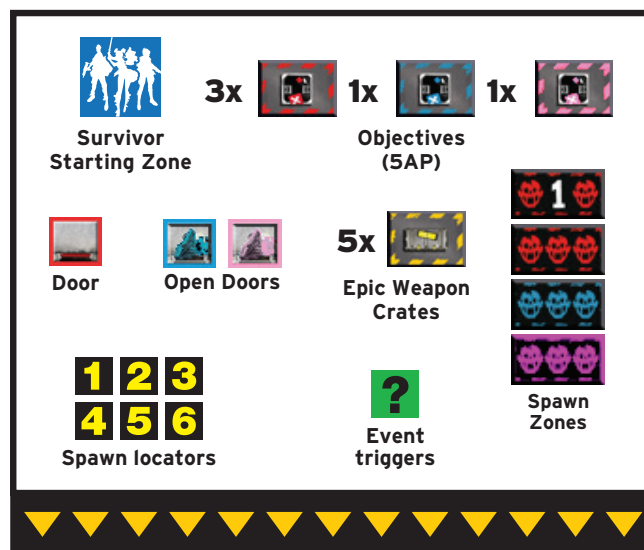 3x
1x
1x
Survivor
Starting Zone
Objectives
(5AP)
1
Door
Open Doors
5x
Epic Weapon
Crates
1 2 3
4 5 6
Spawn locators
?
Event
triggers
Spawn
Zones